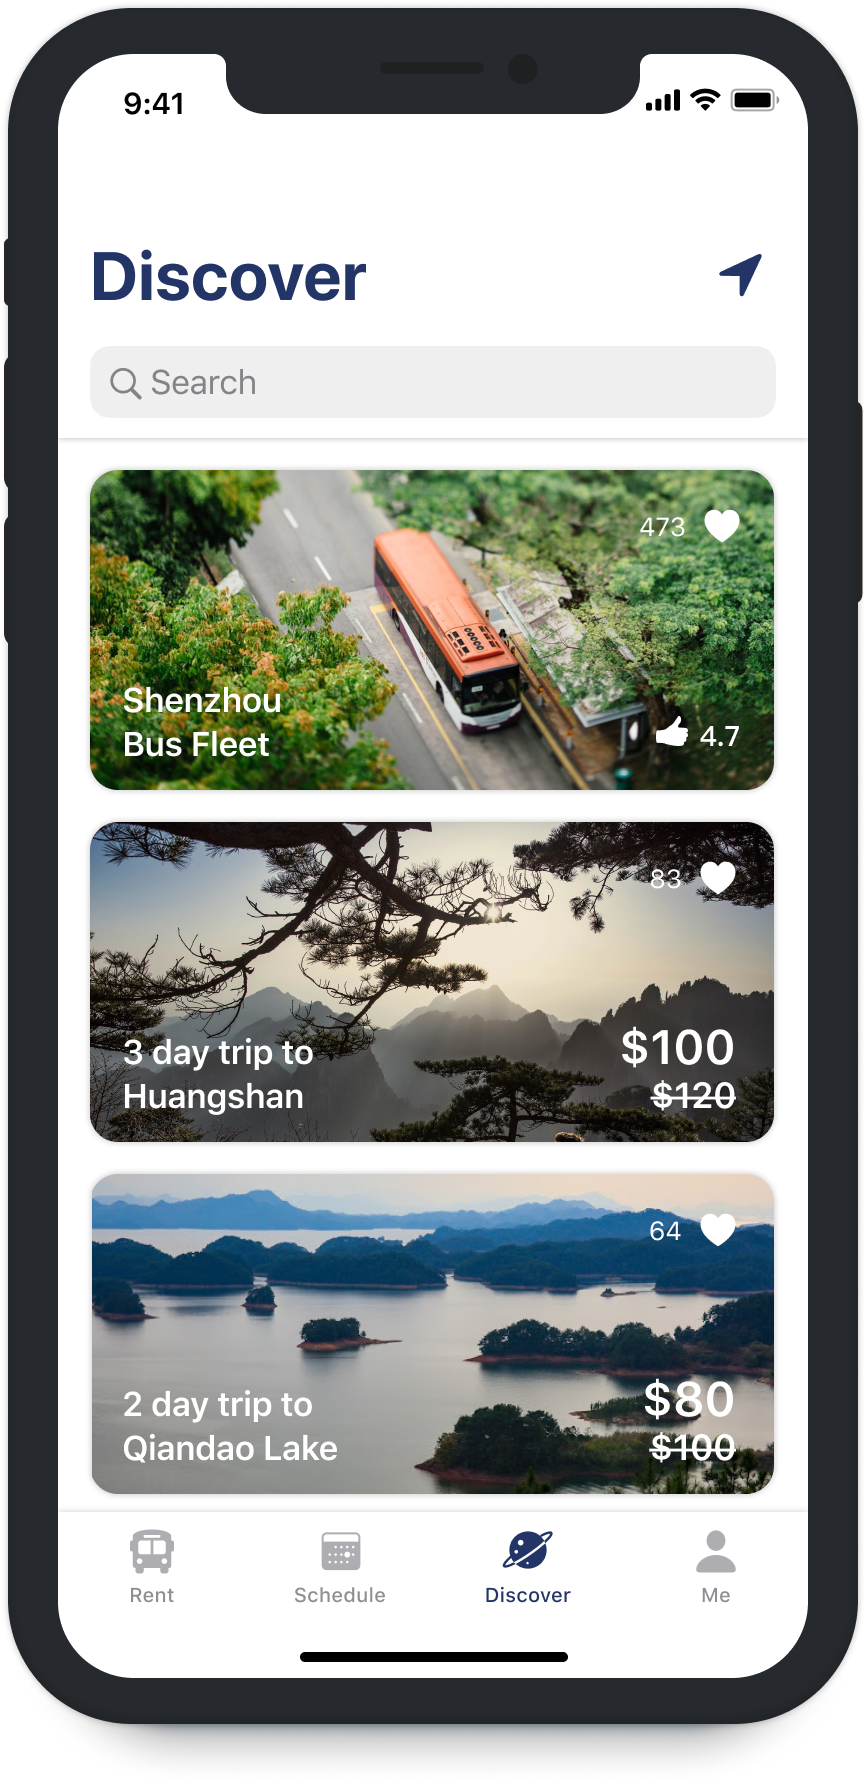 9:41
Discover
Search
473
Shenzhou
Bus Fleet
4.7
83
3 day trip to
Huangshan
$100
$120
64
2 day trip to
Qiandao Lake
$80
$100
Rent
Schedule
Discover
Me